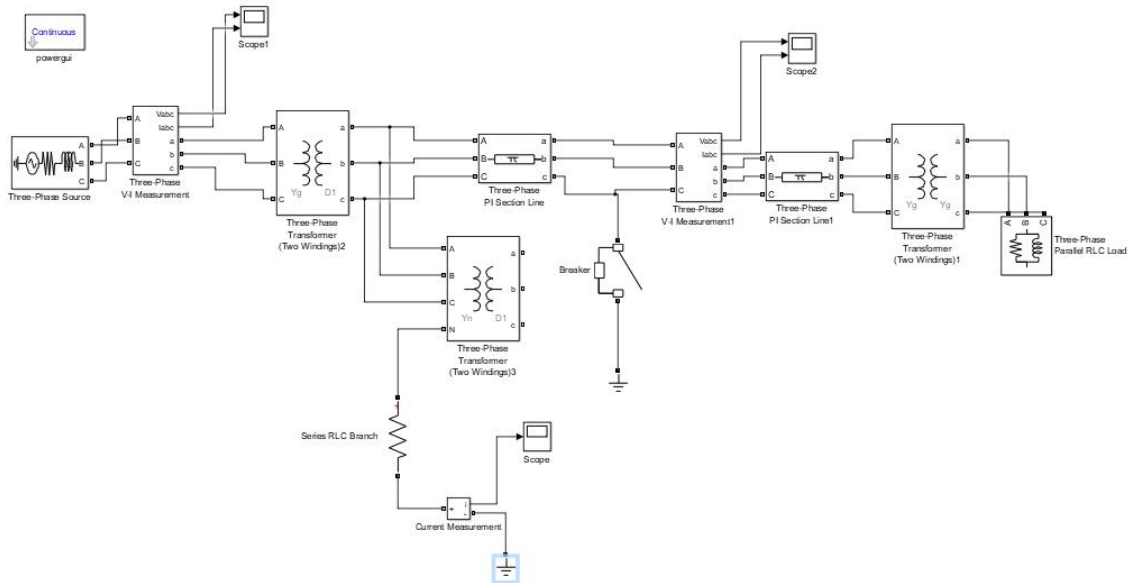 Continuous
powergui
Scope1
Vabc
Iabc
A
B
C
a
b
c
Three-Phase
V-I Measurement
A
B
C
Three-Phase Source
A
B
C
a
b
c
Yg
D1
Three-Phase
Transformer
(Two Windings)2
A
B
C
a
b
c
Three-Phase
PI Section Line
Scope2
Vabc
Iabc
A
B
C
a
b
c
Three-Phase
V-I Measurement1
A
B
C
a
b
c
Three-Phase
PI Section Line1
A
B
C
a
b
c
Yg
Yg
Three-Phase
Transformer
(Two Windings)1
A
B
C
Three-Phase
Parallel RLC Load
A
B
C
N
a
b
c
Yn
D1
Three-Phase
Transformer
(Two Windings)3
Breaker
Series RLC Branch
+
Scope
+
i
-
Current Measurement